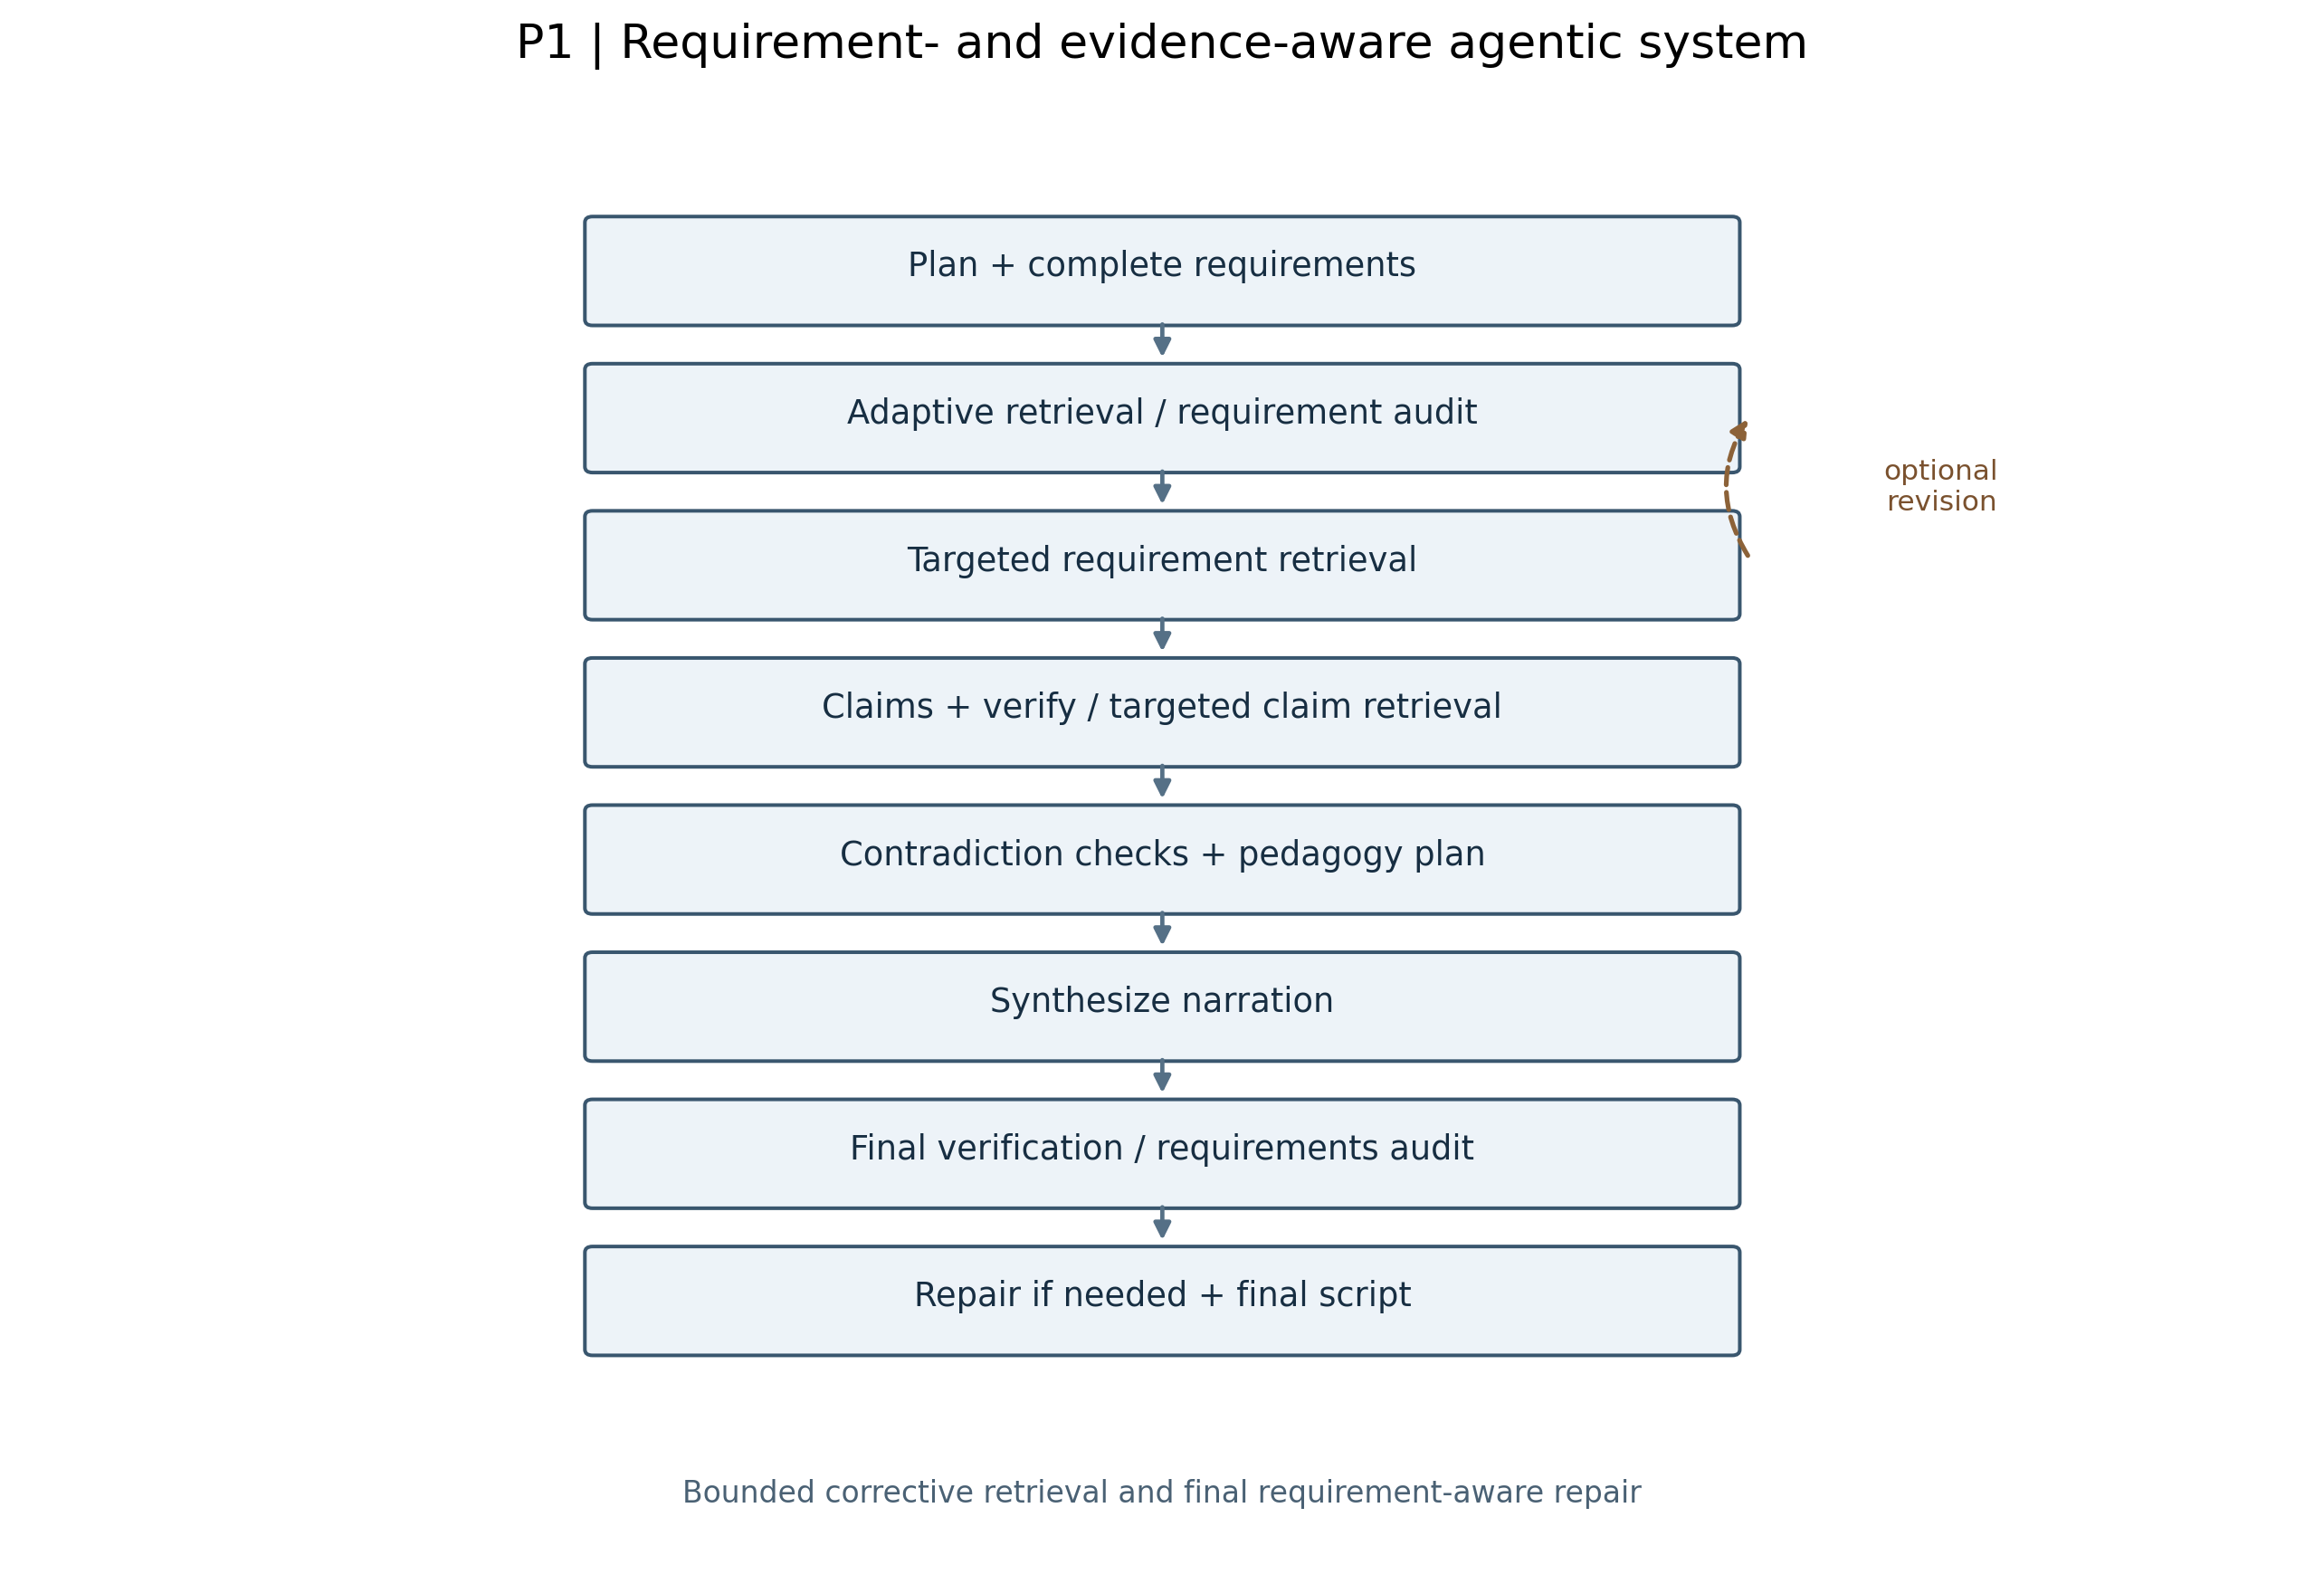 P1 | Requirement- and evidence-aware agentic system
Plan + complete requirements
Adaptive retrieval / requirement audit
optional
revision
Targeted requirement retrieval
Claims + verify / targeted claim retrieval
Contradiction checks + pedagogy plan
Synthesize narration
Final verification / requirements audit
Repair if needed + final script
Bounded corrective retrieval and final requirement-aware repair